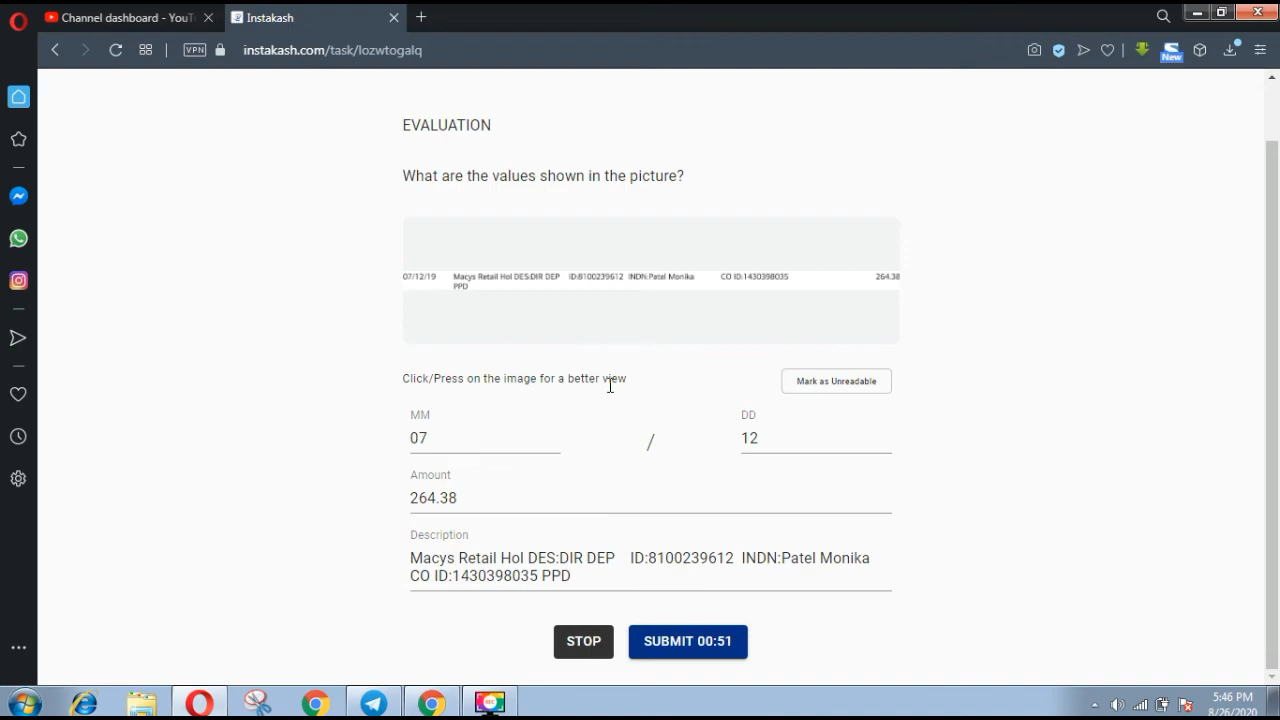 Channel dashboard - YouT
Instakash
VPN
instakash.com/task/lozwtogalq
New
EVALUATION
What are the values shown in the picture?
07/12/19 Macys Retail Hol DES:DIR DEP ID:8100239612 INDN:Patel Monika CO ID:1430398035 264.38
PPD
Click/Press on the image for a better view
Mark as Unreadable
MM
DD
07
/
12
Amount
264.38
Description
Macys Retail Hol DES:DIR DEP ID:8100239612 INDN:Patel Monika
CO ID:1430398035 PPD
STOP
SUBMIT 00:51
REC
5:46 PM
8/26/2020